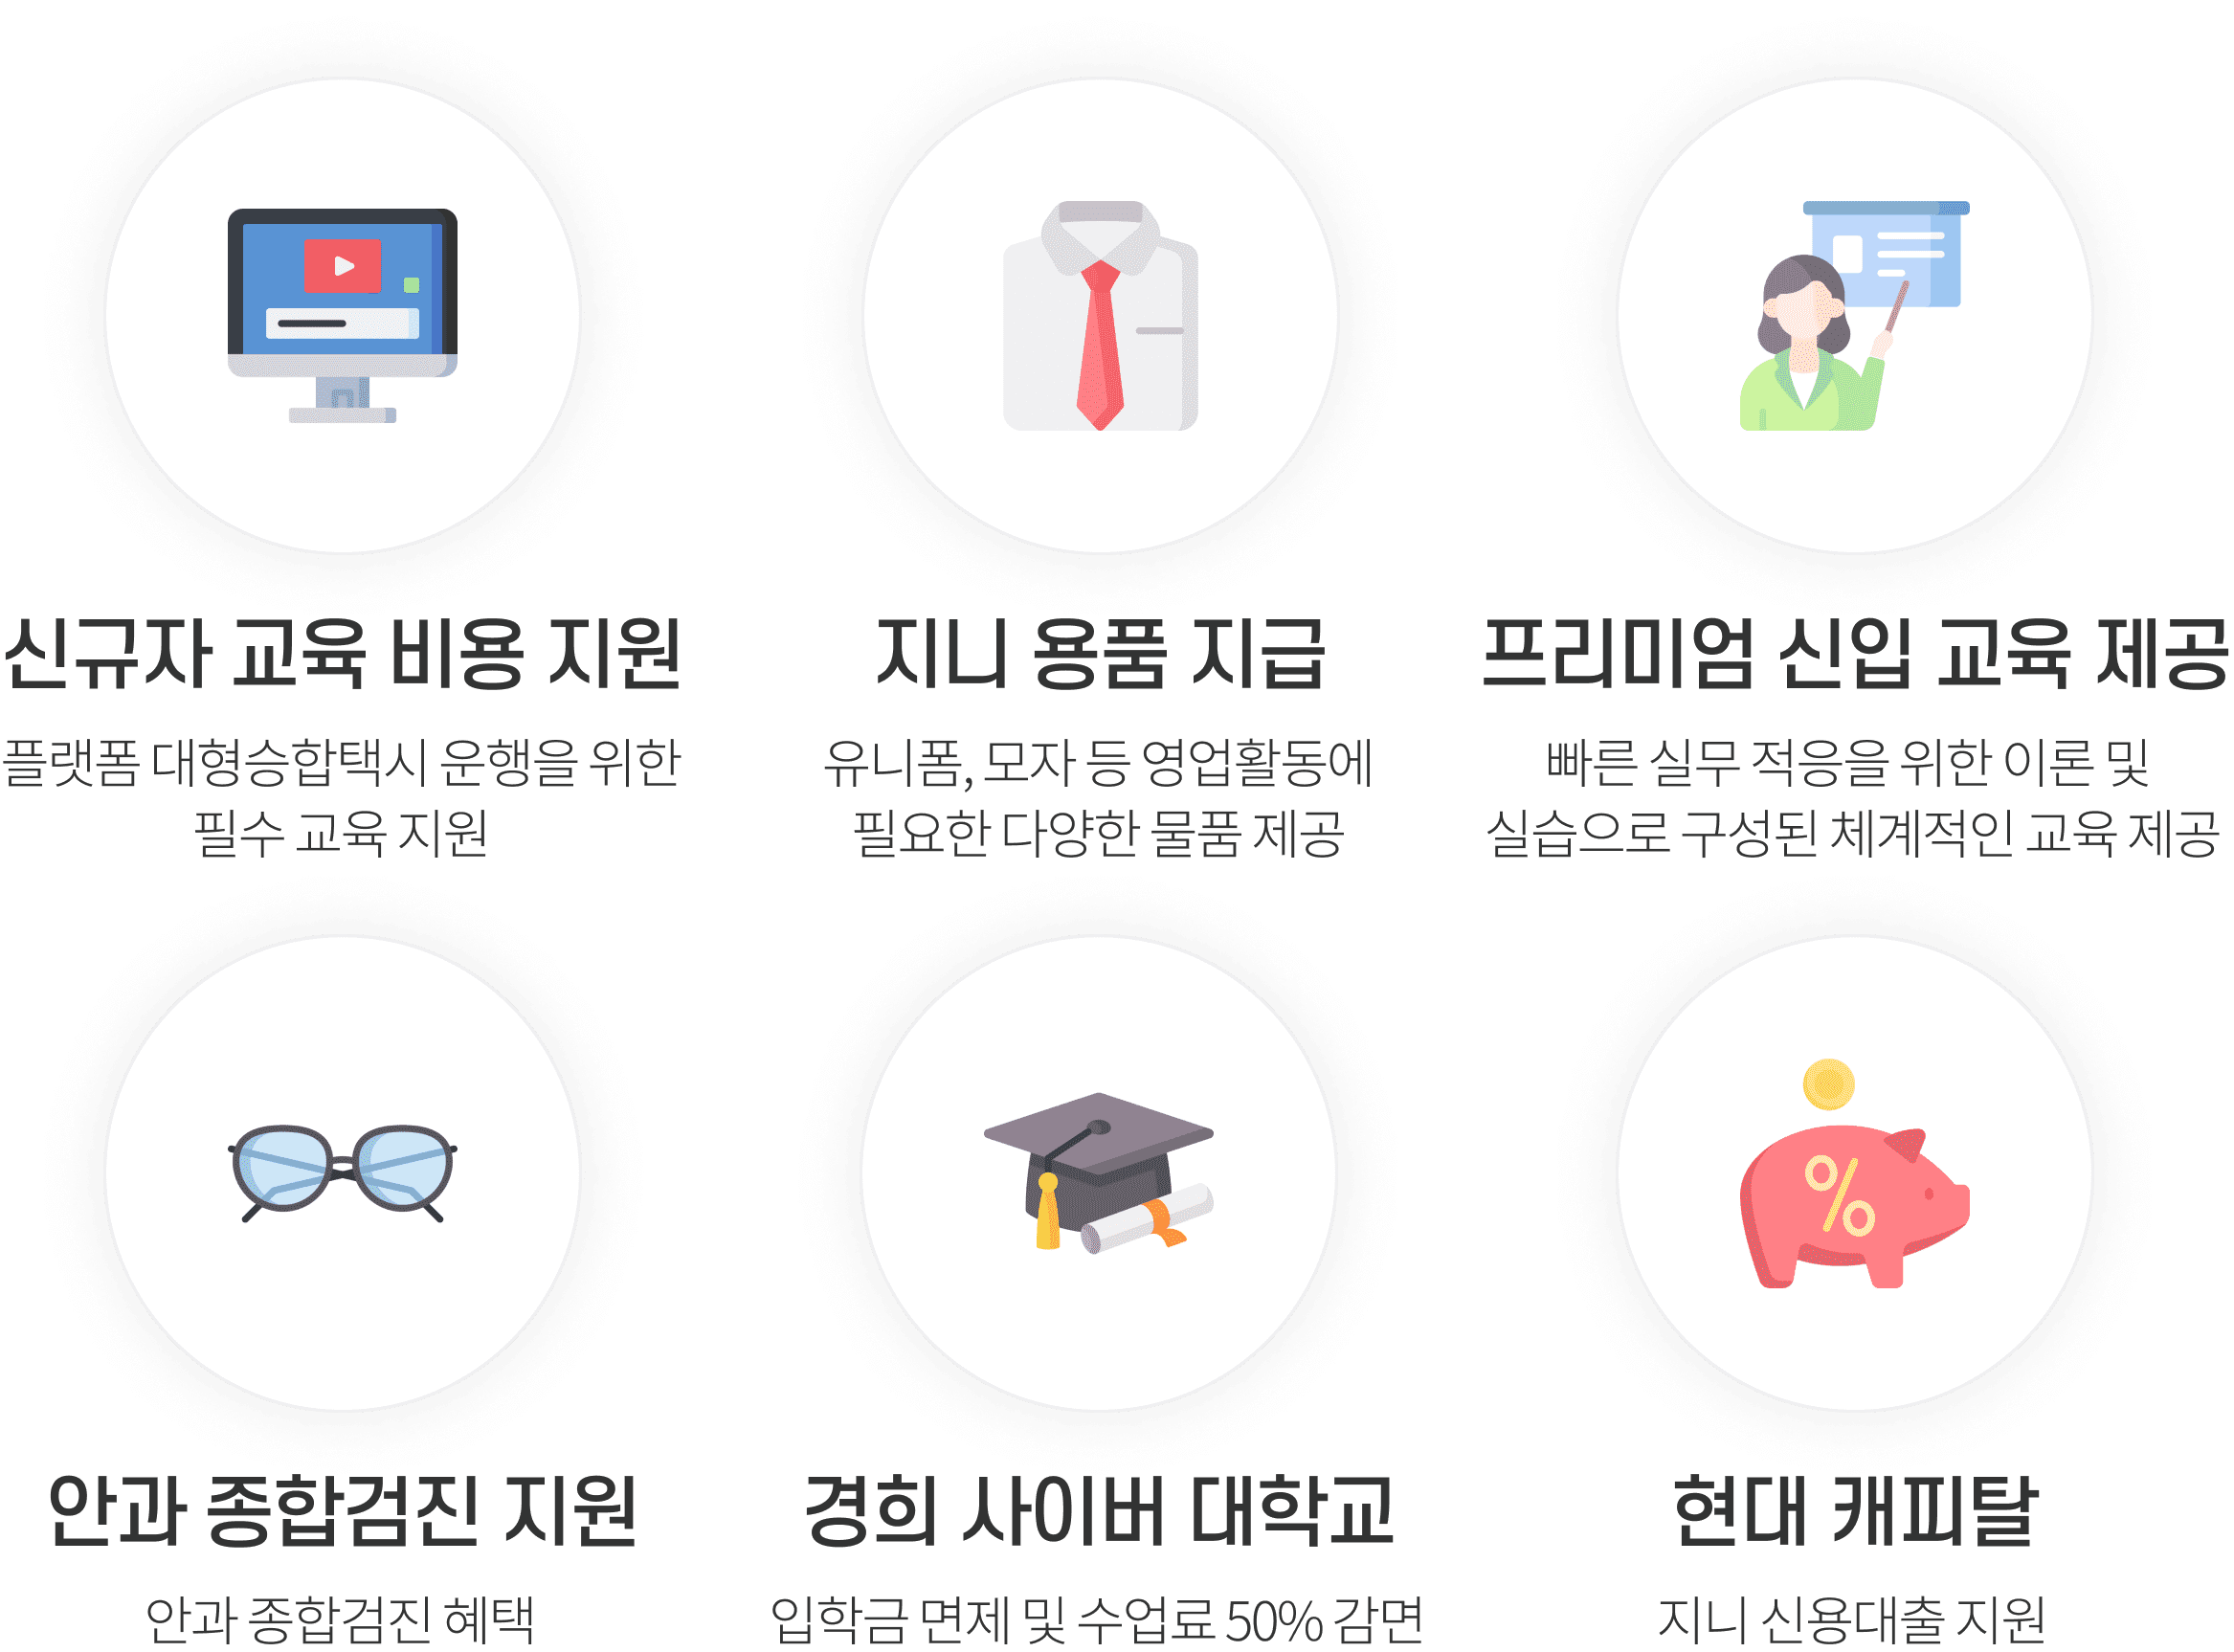 신규자 교육 비용 지원
플랫폼 대형승합택시 운행을 위한
필수 교육 지원
지니 용품 지급
유니폼, 모자 등 영업활동에
필요한 다양한 물품 제공
프리미엄 신입 교육 제공
빠른 실무 적응을 위한 이론 및
실습으로 구성된 체계적인 교육 제공
안과 종합검진 지원
안과 종합검진 혜택
경희 사이버 대학교
입학금 면제 및 수업료 50% 감면
현대 캐피탈
지니 신용대출 지원
%